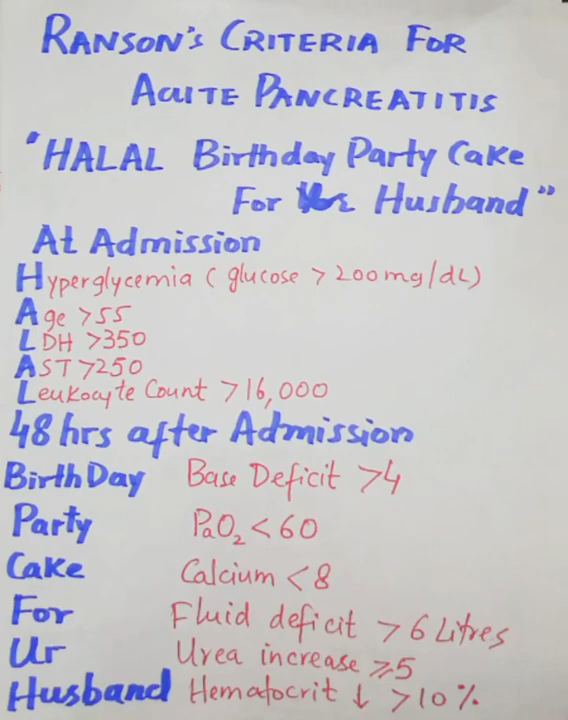 RANSON'S CRITERIA FOR
ACUTE PANCREATITIS
"HALAL Birthday Party Cake
For Husband"
At Admission
Hyperglycemia ( glucose > 200mg/dL)
Age >55
LDH >350
AST >250
Leukocyte Count >16,000
48 hrs after Admission
BirthDay Base Deficit >4
Party PaO₂ < 60
Cake Calcium <8
For Fluid deficit > 6 Litres
Ur Urea increase ⩾5
Husband Hematocrit ↓ >10%